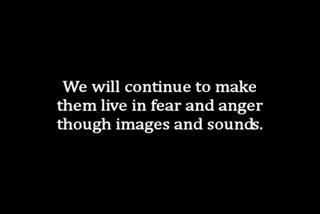 We will continue to make
them live in fear and anger
though images and sounds.